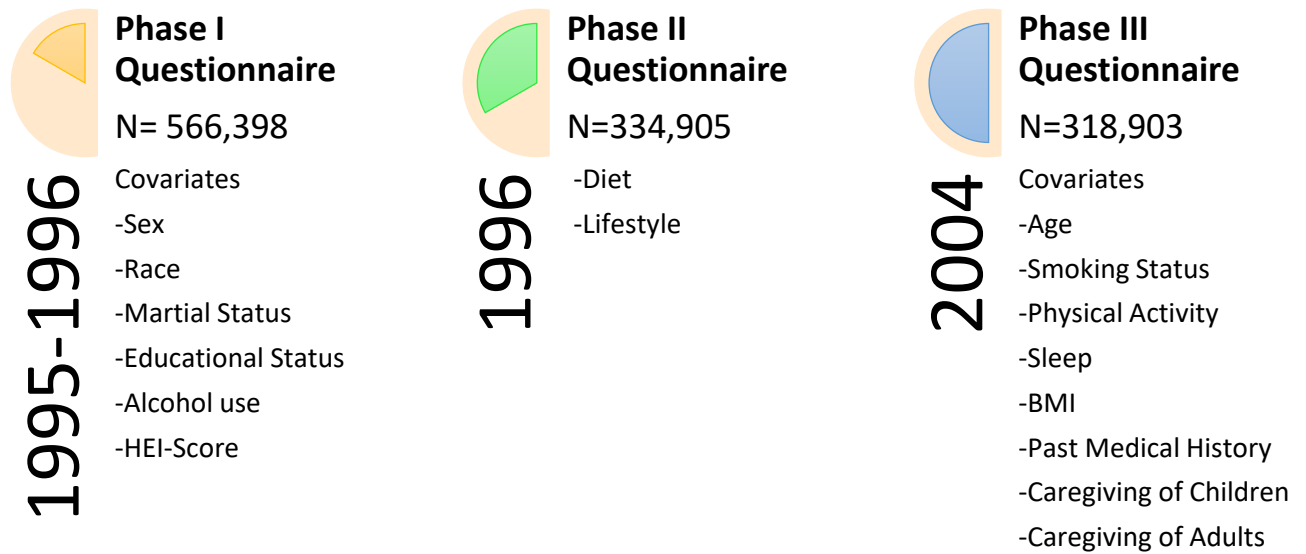 Phase I
Questionnaire
N= 566,398
1995-1996
Covariates
-Sex
-Race
-Martial Status
-Educational Status
-Alcohol use
-HEI-Score
Phase II
Questionnaire
N=334,905
1996
-Diet
-Lifestyle
Phase III
Questionnaire
N=318,903
2004
Covariates
-Age
-Smoking Status
-Physical Activity
-Sleep
-BMI
-Past Medical History
-Caregiving of Children
-Caregiving of Adults